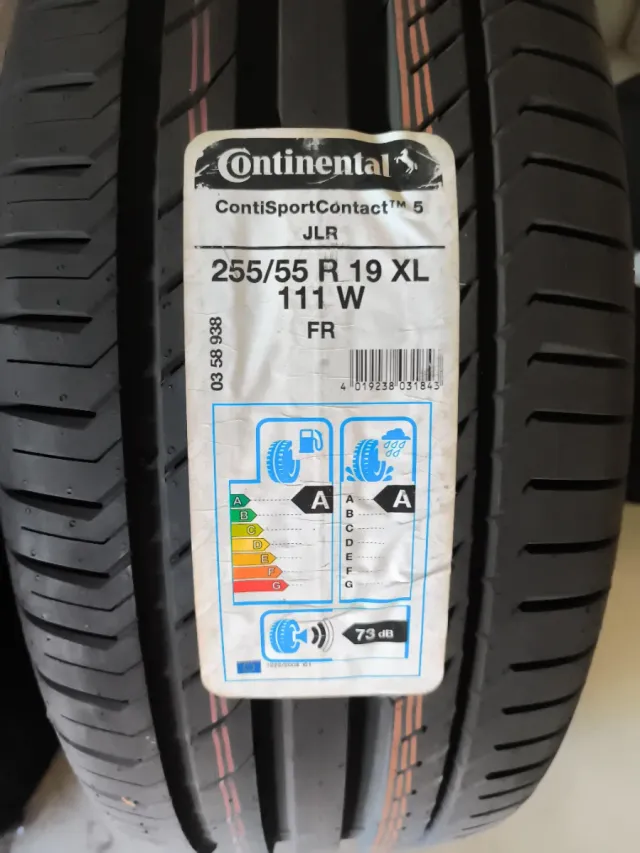 Continental
ContiSportContact™ 5
JLR
255/55 R 19 XL
111 W
FR
03 58 938
4 019238 031843
A
B
C
D
E
F
G
A
A
B
C
D
E
F
G
A
73 dB